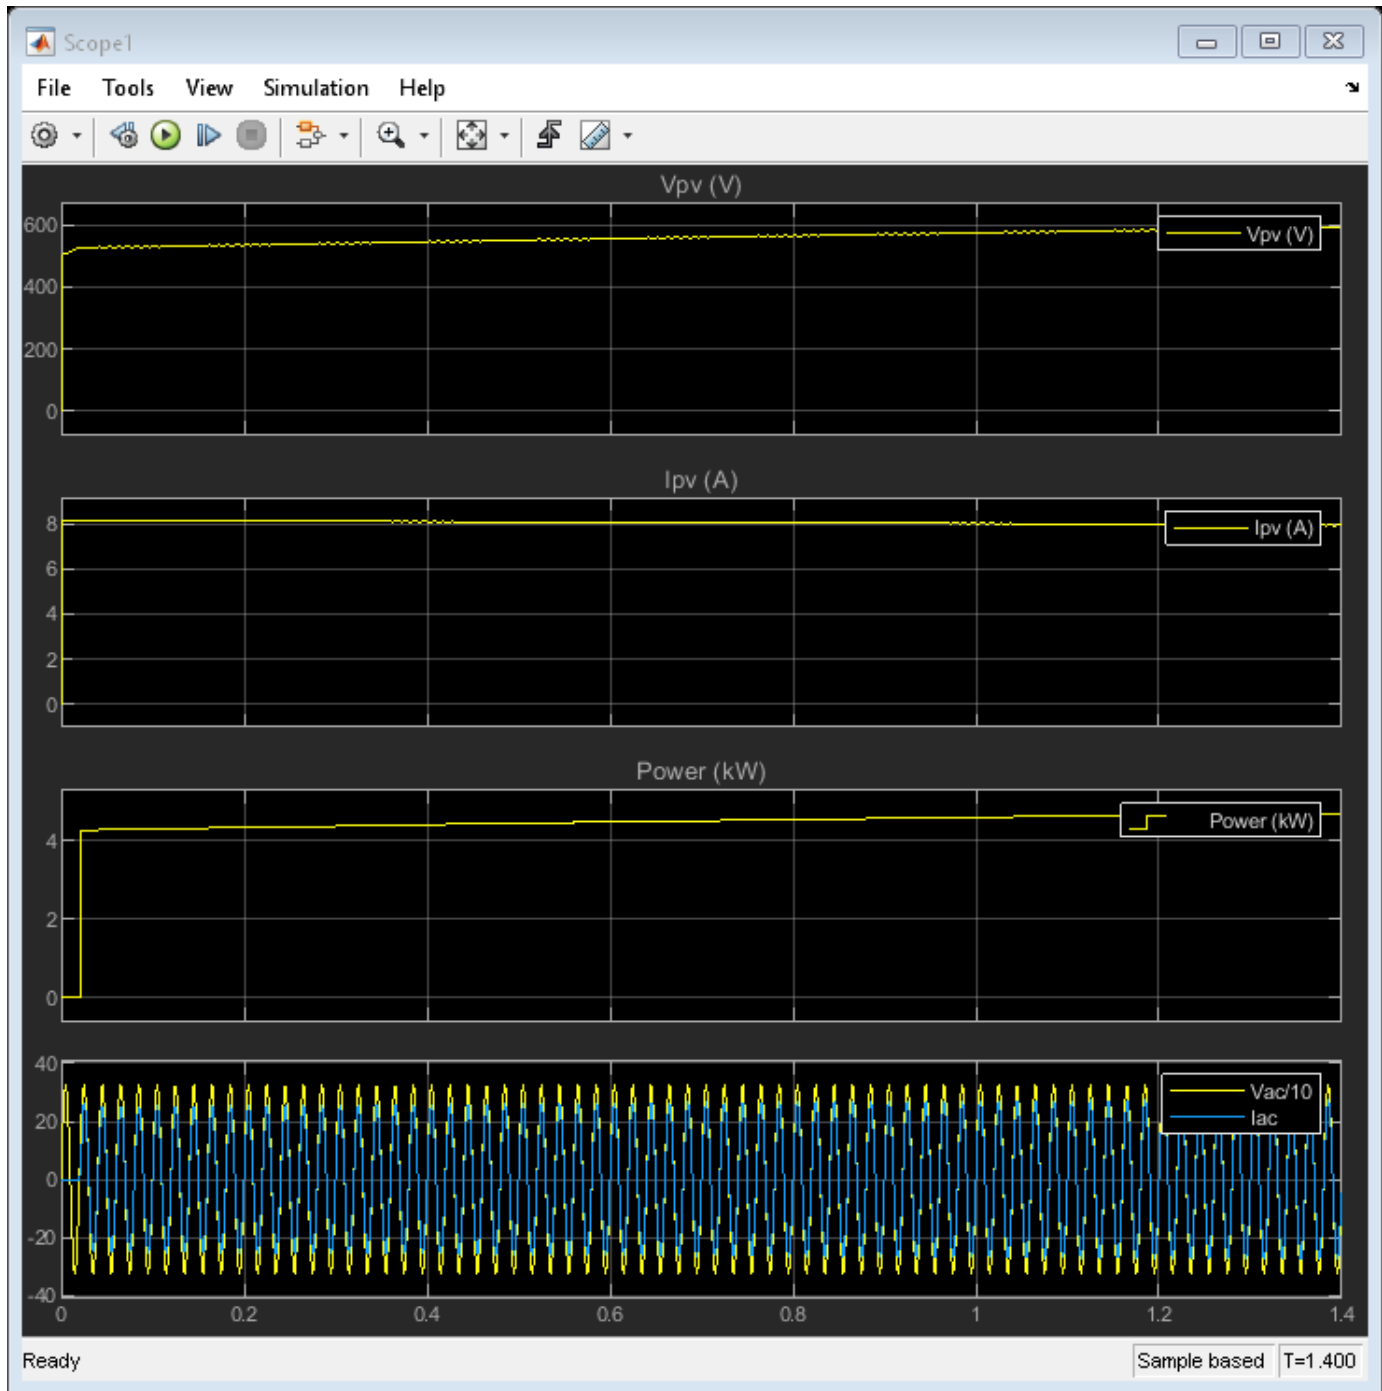 Scope1
File Tools View Simulation Help
Vpv (V)
600
400
200
0
Vpv (V)
Ipv (A)
8
6
4
2
0
Ipv (A)
Power (kW)
4
2
0
Power (kW)
40
20
0
-20
-40
Vac/10
Iac
0 0.2 0.4 0.6 0.8 1 1.2 1.4
Ready Sample based T=1.400